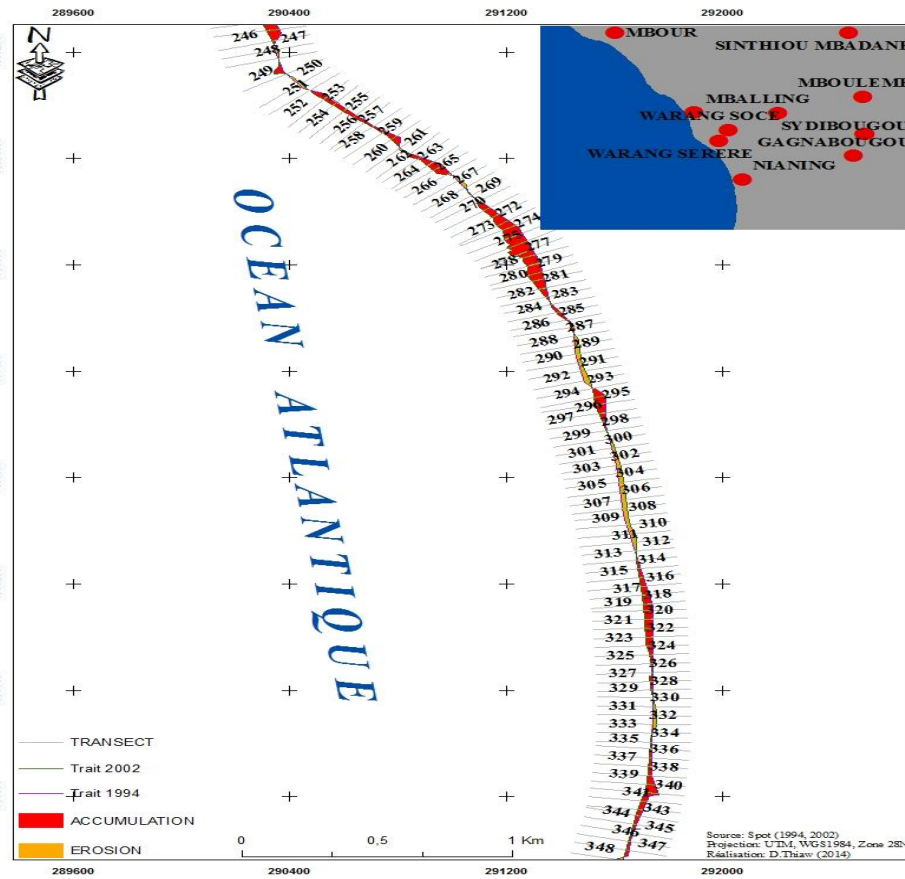 289600 290400 291200 292000
MBOUR
SINTHIOU MBADANE
MBOULEME
MBALLING
WARANG SOCE
SYDIBOUGOU
GAGNABOUGOU
WARANG SERERE
NIANING
N
246 247
248
249 250
251
252 253
254 255
256 257
258 259
260 261
262 263
264 265
266 267
268 269
270 272
273 274
275 277
278 279
280 281
282 283
284 285
286 287
288 289
290 291
292 293
294 295
296
297 298
299 300
301 302
303 304
305 306
307 308
309 310
311 312
313 314
315 316
317 318
319 320
321 322
323 324
325 326
327 328
329 330
331 332
333 334
335 336
337 338
339 340
341 343
344 345
346 347
348
OCEAN ATLANTIQUE
TRANSECT
Trait 2002
Trait 1994
ACCUMULATION
EROSION
0 0,5 1 Km
Source: Spot (1994, 2002)
Projection: UTM, WGS1984, Zone 28N
Réalisation: D.Thiaw (2014)
289600 290400 291200 292000